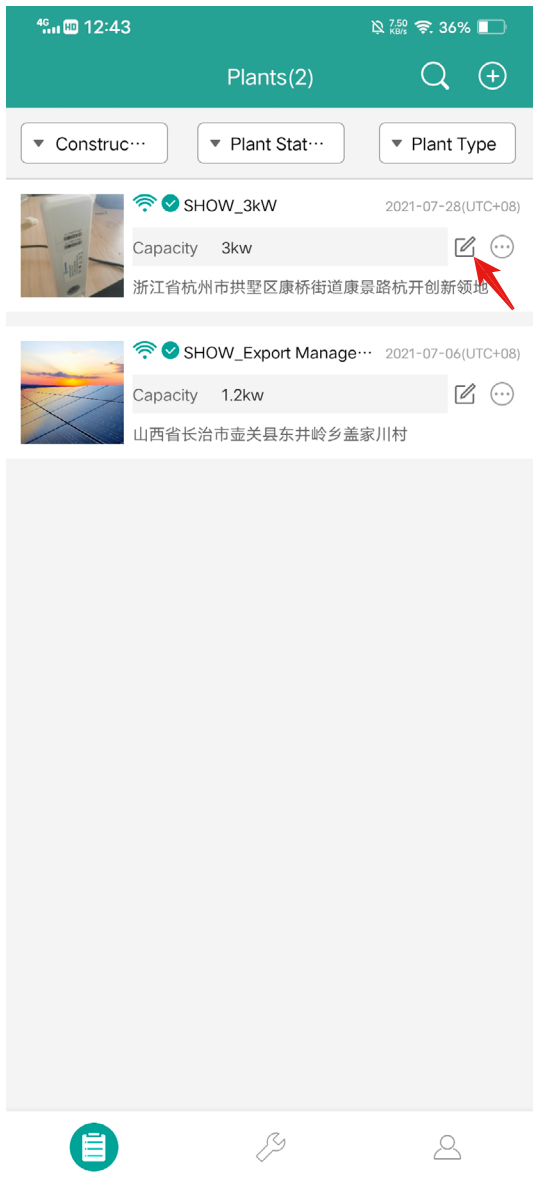 4G HD 12:43 7.50 KB/s 36%
Plants(2)
Construc··· Plant Stat··· Plant Type
SHOW_3kW 2021-07-28(UTC+08)
Capacity 3kw
浙江省杭州市拱墅区康桥街道康景路杭开创新领地
SHOW_Export Manage··· 2021-07-06(UTC+08)
Capacity 1.2kw
山西省长治市壶关县东井岭乡盖家川村